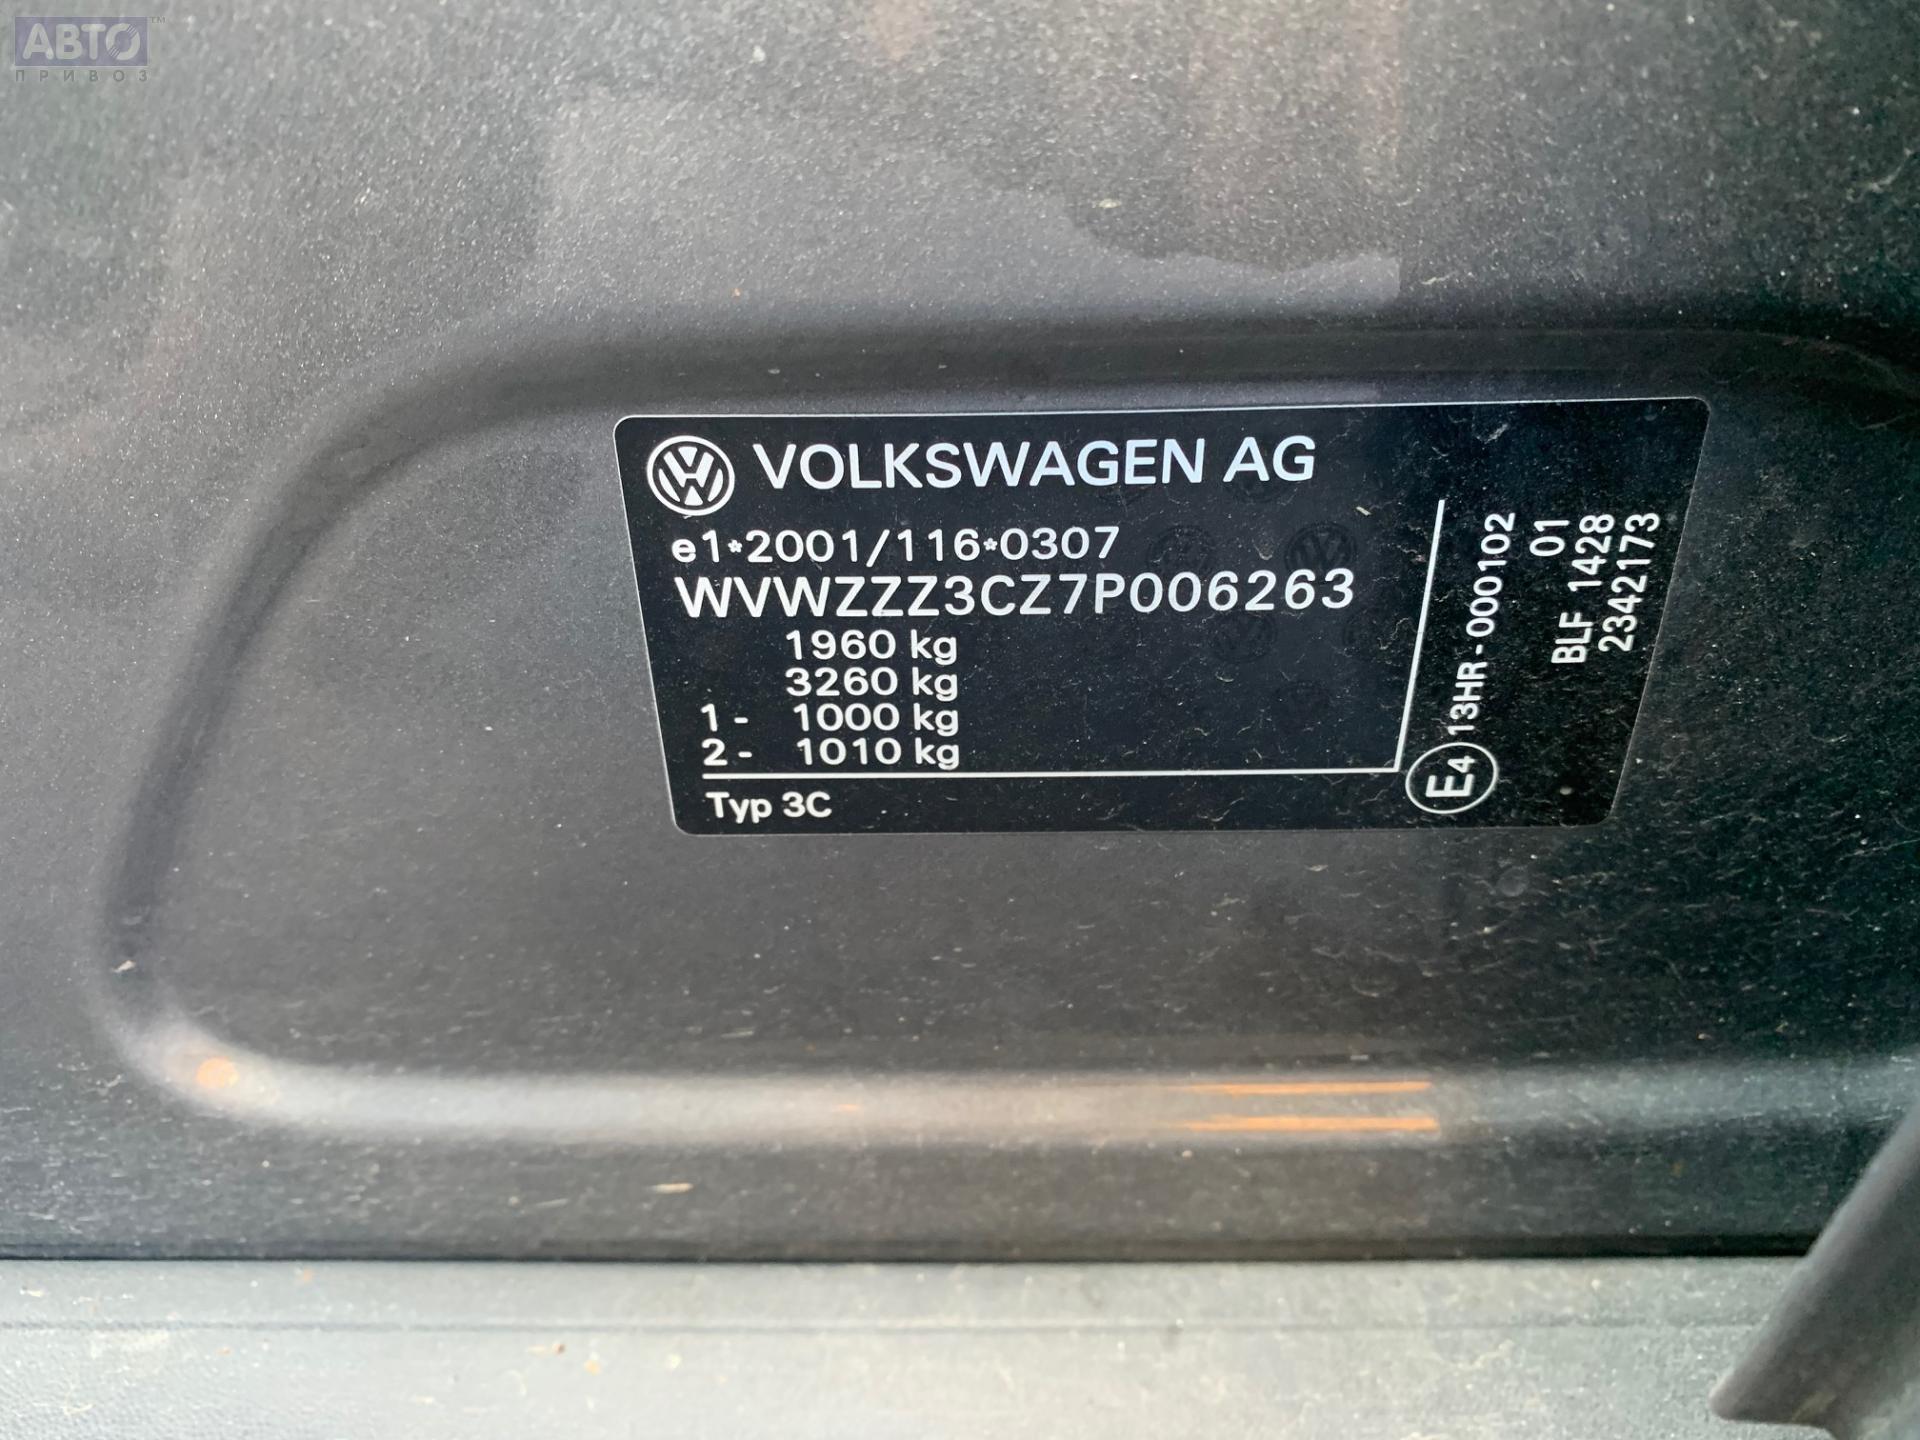 АВТО™
ПРИВОЗ
VOLKSWAGEN AG
e1*2001/116*0307
WVWZZZ3CZ7P006263
1960 kg
3260 kg
1- 1000 kg
2- 1010 kg
Typ 3C
E4 13HR-000102
01
BLF 1428
2342173